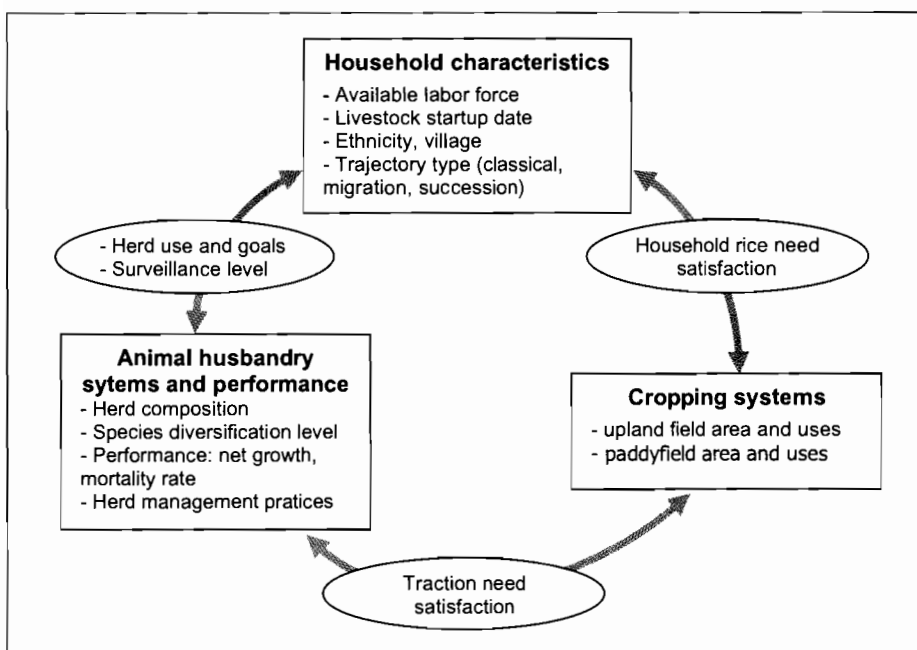 Household characteristics
- Available labor force
- Livestock startup date
- Ethnicity, village
- Trajectory type (classical,
migration, succession)
- Herd use and goals
- Surveillance level
Household rice need
satisfaction
Animal husbandry
sytems and performance
- Herd composition
- Species diversification level
- Performance: net growth,
mortality rate
- Herd management pratices
Cropping systems
- upland field area and uses
- paddyfield area and uses
Traction need
satisfaction